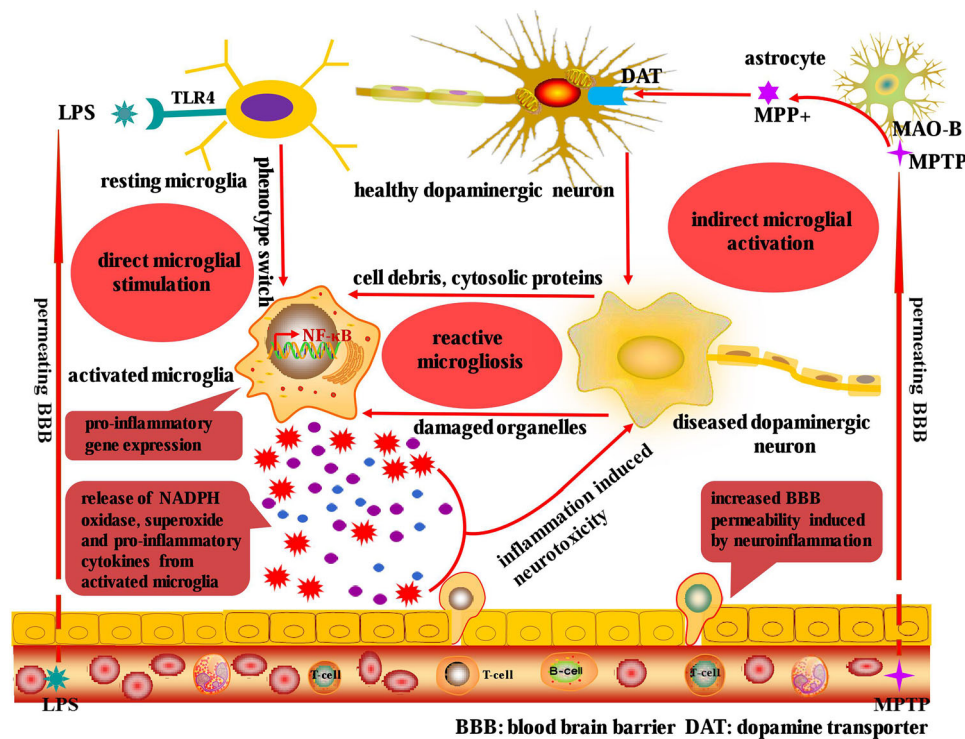 LPS
TLR4
DAT
astrocyte
MPP+
MAO-B
MPTP
resting microglia
phenotype switch
healthy dopaminergic neuron
direct microglial
stimulation
indirect microglial
activation
cell debris, cytosolic proteins
NF-κB
reactive
microgliosis
permeating BBB
permeating BBB
activated microglia
damaged organelles
diseased dopaminergic
neuron
pro-inflammatory
gene expression
release of NADPH
oxidase, superoxide
and pro-inflammatory
cytokines from
activated microglia
inflammation induced
neurotoxicity
increased BBB
permeability induced
by neuroinflammation
LPS
T-cell
T-cell
B-cell
T-cell
MPTP
BBB: blood brain barrier DAT: dopamine transporter